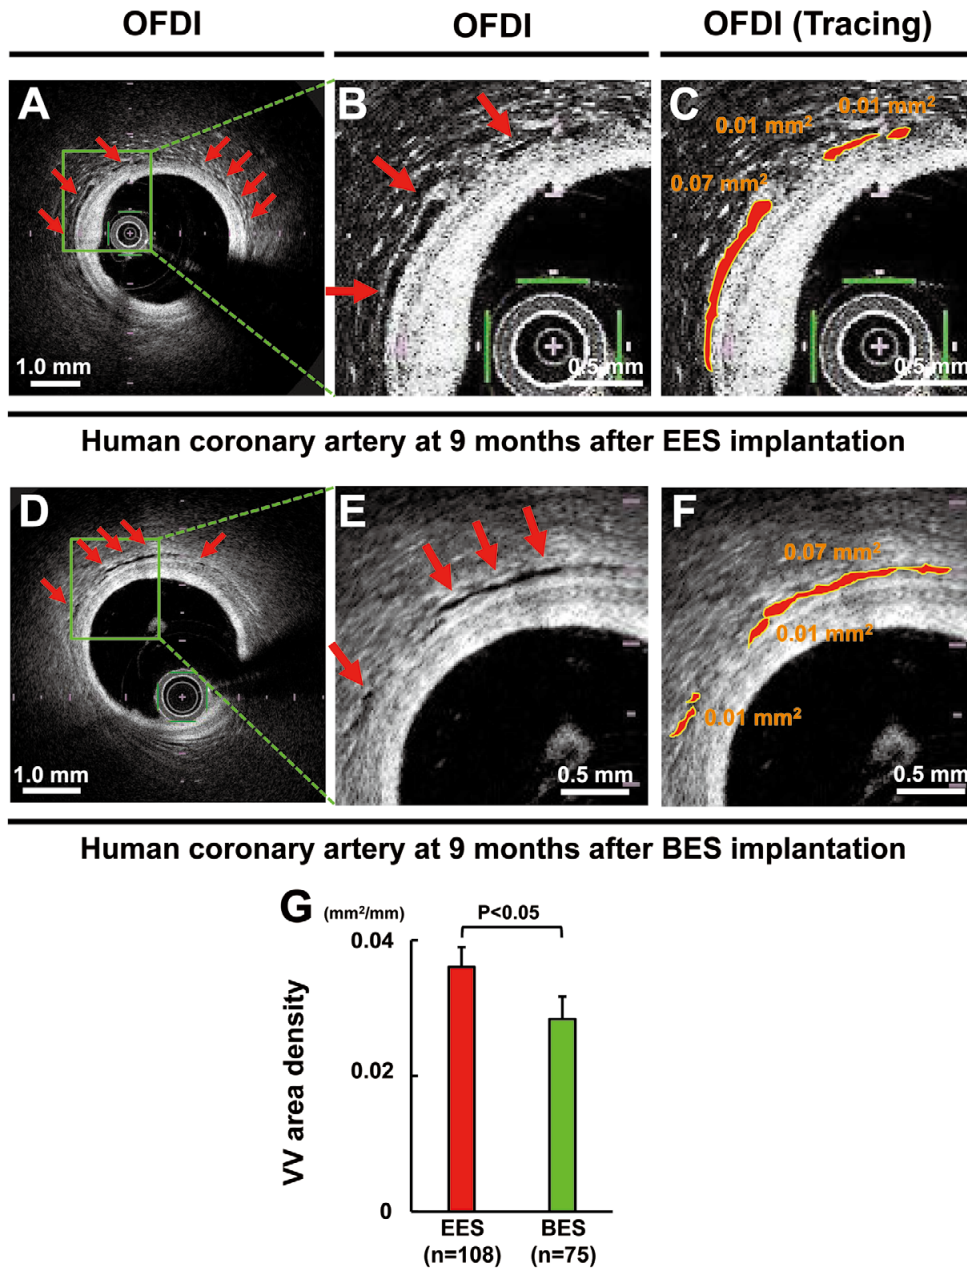 OFDI OFDI OFDI (Tracing)
A B C
0.01 mm²
0.01 mm²
0.07 mm²
1.0 mm 0.5 mm 0.5 mm
Human coronary artery at 9 months after EES implantation
D E F
0.07 mm²
0.01 mm²
0.01 mm²
1.0 mm 0.5 mm 0.5 mm
Human coronary artery at 9 months after BES implantation
G (mm²/mm) P<0.05
0.04
VV area density
0.02
0
EES BES
(n=108) (n=75)